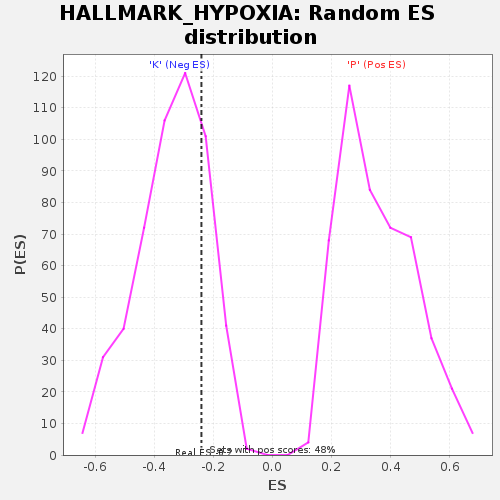 HALLMARK_HYPOXIA: Random ES
distribution
'K' (Neg ES)
'P' (Pos ES)
120
110
100
90
80
70
60
50
40
30
20
10
0
P(ES)
Sets with pos scores: 48%
Real ES
-0.6
-0.4
-0.2
0.0
0.2
0.4
0.6
ES